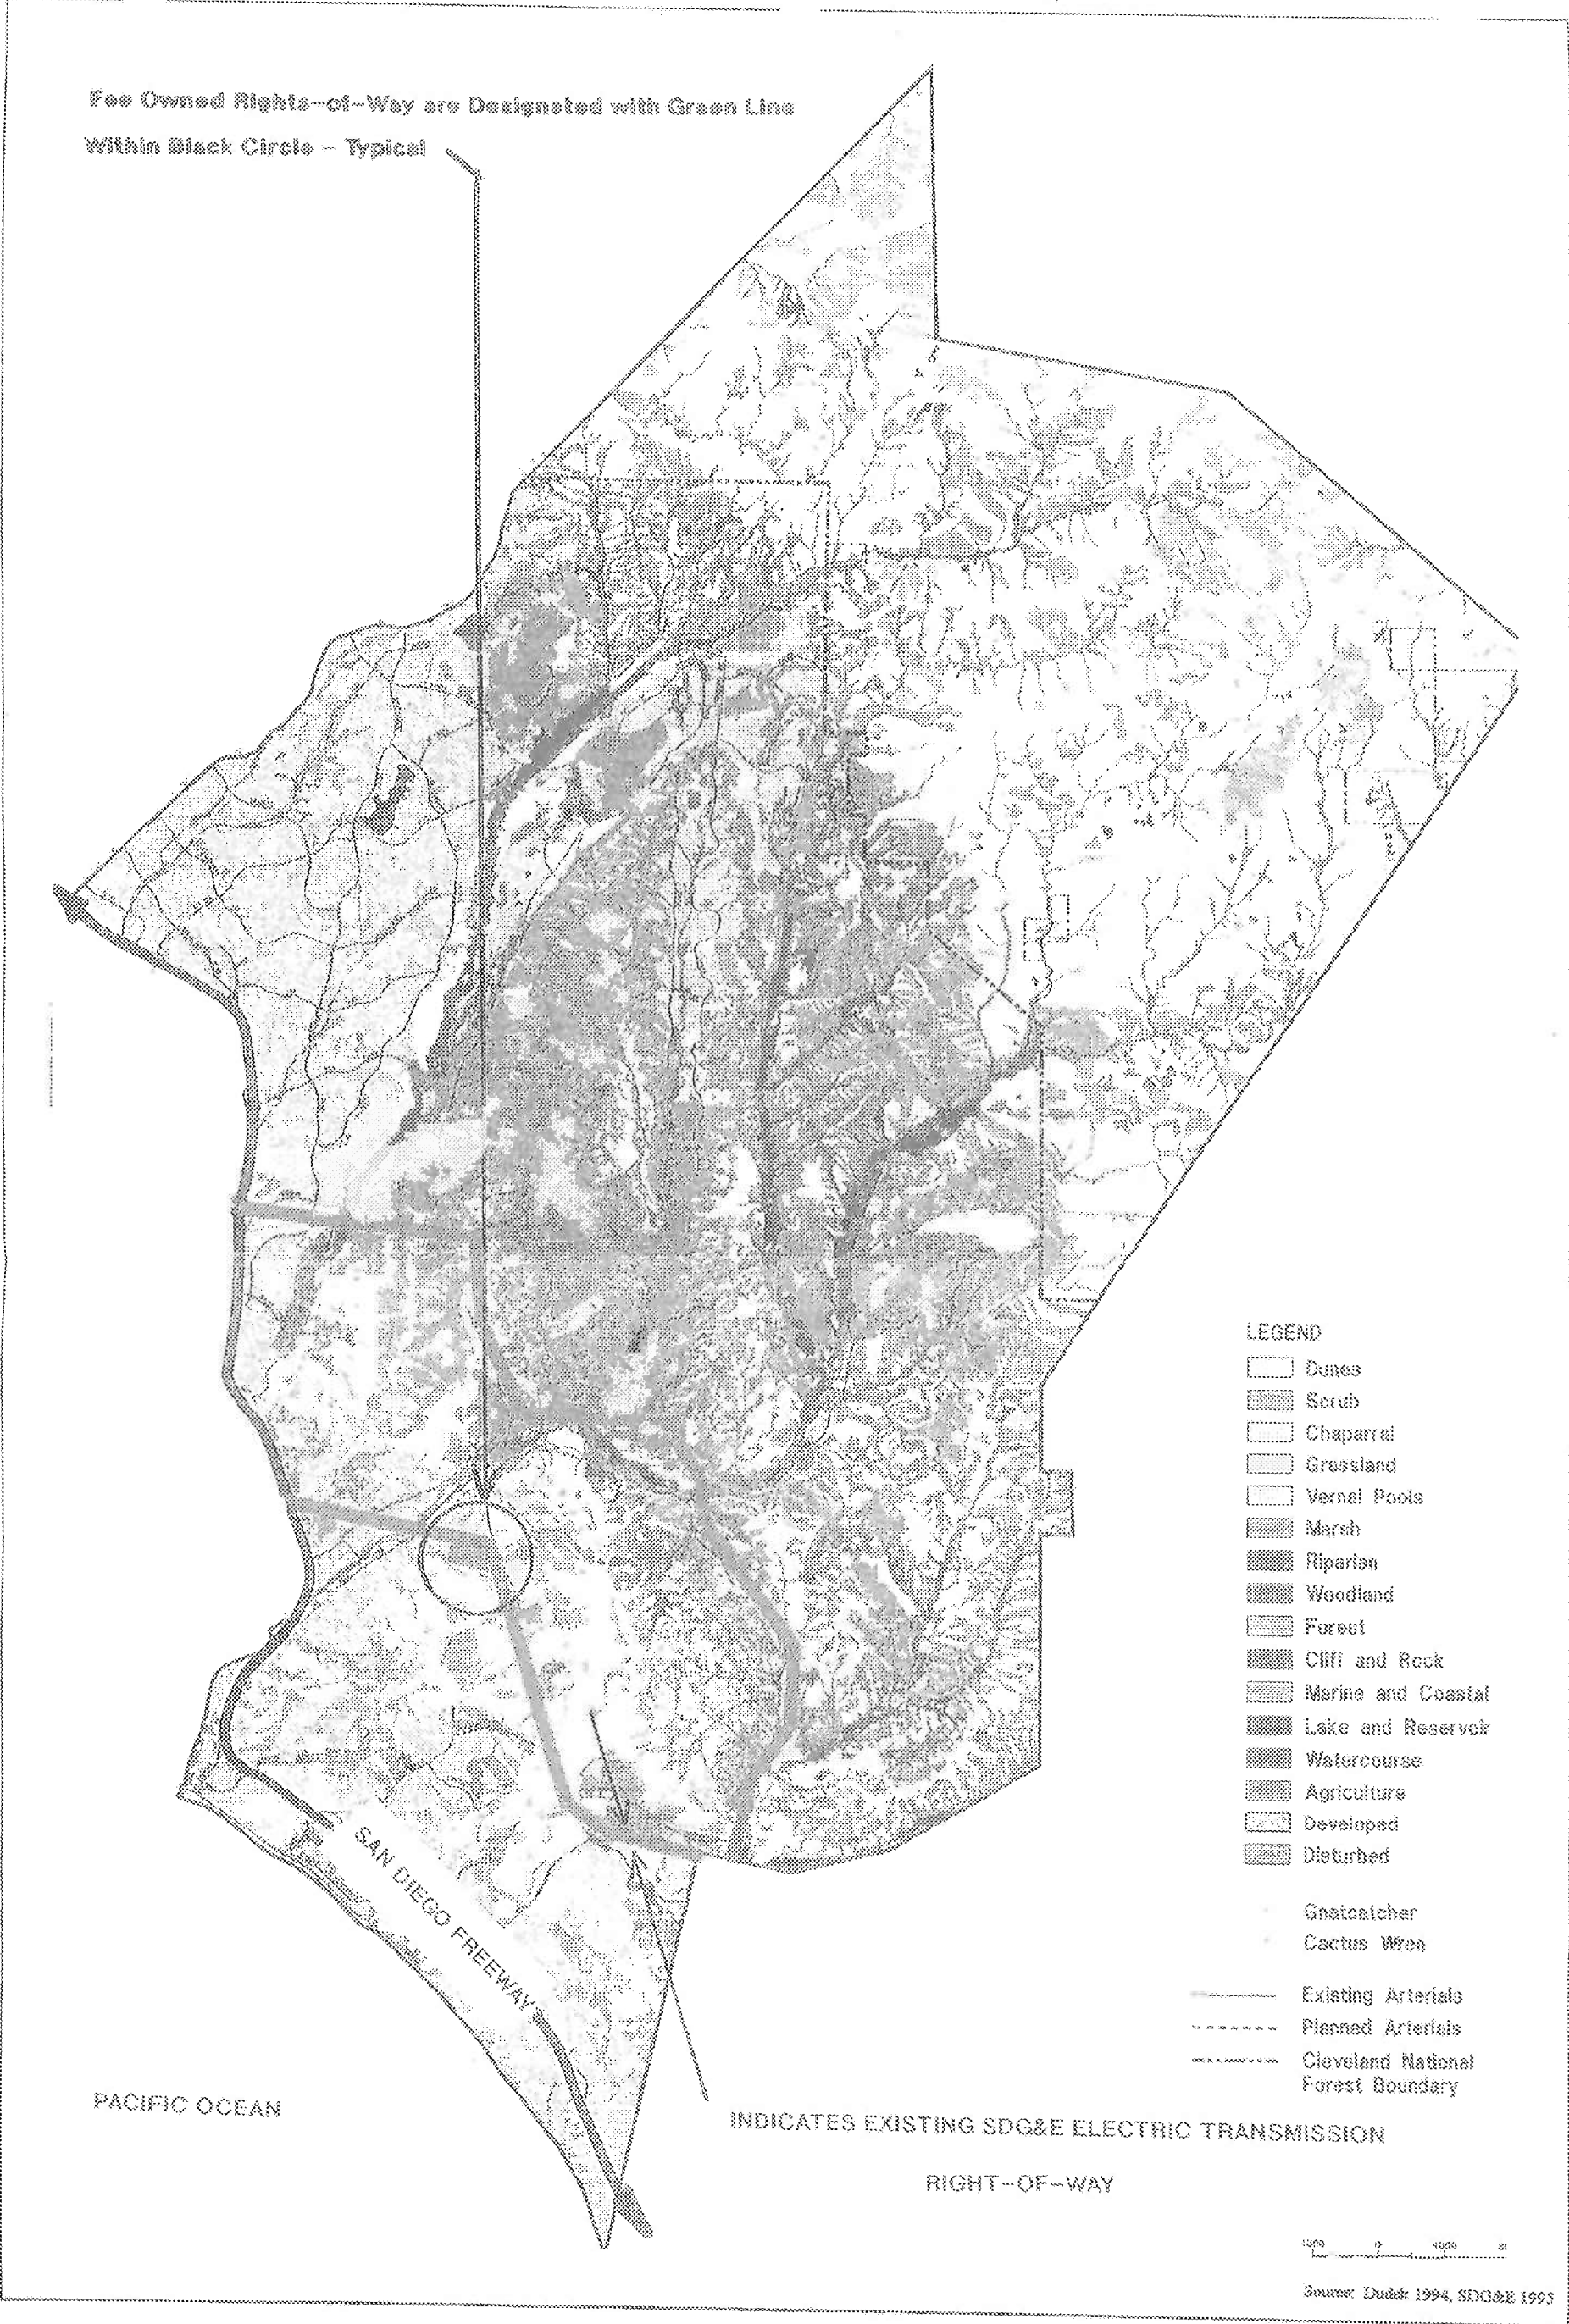 Fee Owned Rights-of-Way are Designated with Green Line
Within Black Circle - Typical
LEGEND
Dunes
Scrub
Chaparral
Grassland
Vernal Pools
Marsh
Riparian
Woodland
Forest
Cliff and Rock
Marine and Coastal
Lake and Reservoir
Watercourse
Agriculture
Developed
Disturbed
Gnatcatcher
Cactus Wren
Existing Arterials
Planned Arterials
Cleveland National
Forest Boundary
SAN DIEGO FREEWAY
PACIFIC OCEAN
INDICATES EXISTING SDG&E ELECTRIC TRANSMISSION
RIGHT-OF-WAY
0
Source: Dudek 1994, SDG&E 1995